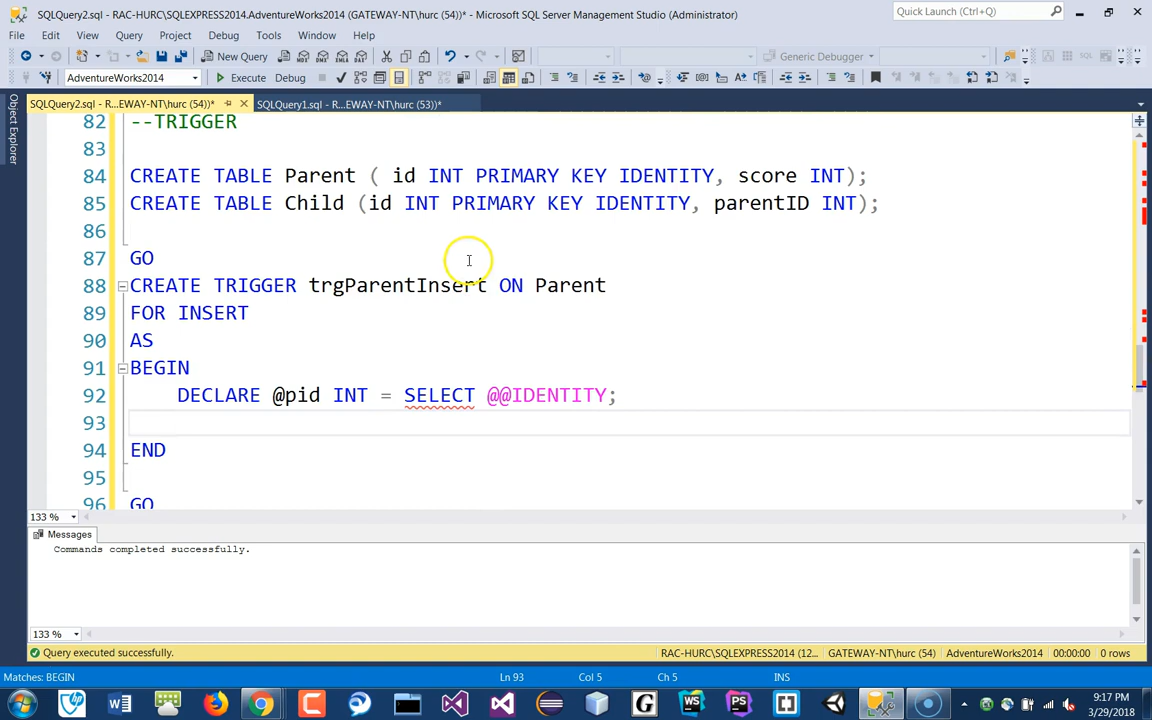 SQLQuery2.sql - RAC-HURC\SQLEXPRESS2014.AdventureWorks2014 (GATEWAY-NT\hurc (54))* - Microsoft SQL Server Management Studio (Administrator)
Quick Launch (Ctrl+Q)
File Edit View Query Project Debug Tools Window Help
New Query
Generic Debugger
AdventureWorks2014
Execute Debug
SQLQuery2.sql - R...EWAY-NT\hurc (54))*
SQLQuery1.sql - R...EWAY-NT\hurc (53))*
Object Explorer
82 --TRIGGER
83
84 CREATE TABLE Parent ( id INT PRIMARY KEY IDENTITY, score INT);
85 CREATE TABLE Child (id INT PRIMARY KEY IDENTITY, parentID INT);
86
87 GO
88 CREATE TRIGGER trgParentInsert ON Parent
89 FOR INSERT
90 AS
91 BEGIN
92 DECLARE @pid INT = SELECT @@IDENTITY;
93
94 END
95
96 GO
133 %
Messages
Commands completed successfully.
133 %
Query executed successfully.
RAC-HURC\SQLEXPRESS2014 (12... GATEWAY-NT\hurc (54) AdventureWorks2014 00:00:00 0 rows
Matches: BEGIN
Ln 93 Col 5 Ch 5 INS
9:17 PM
3/29/2018